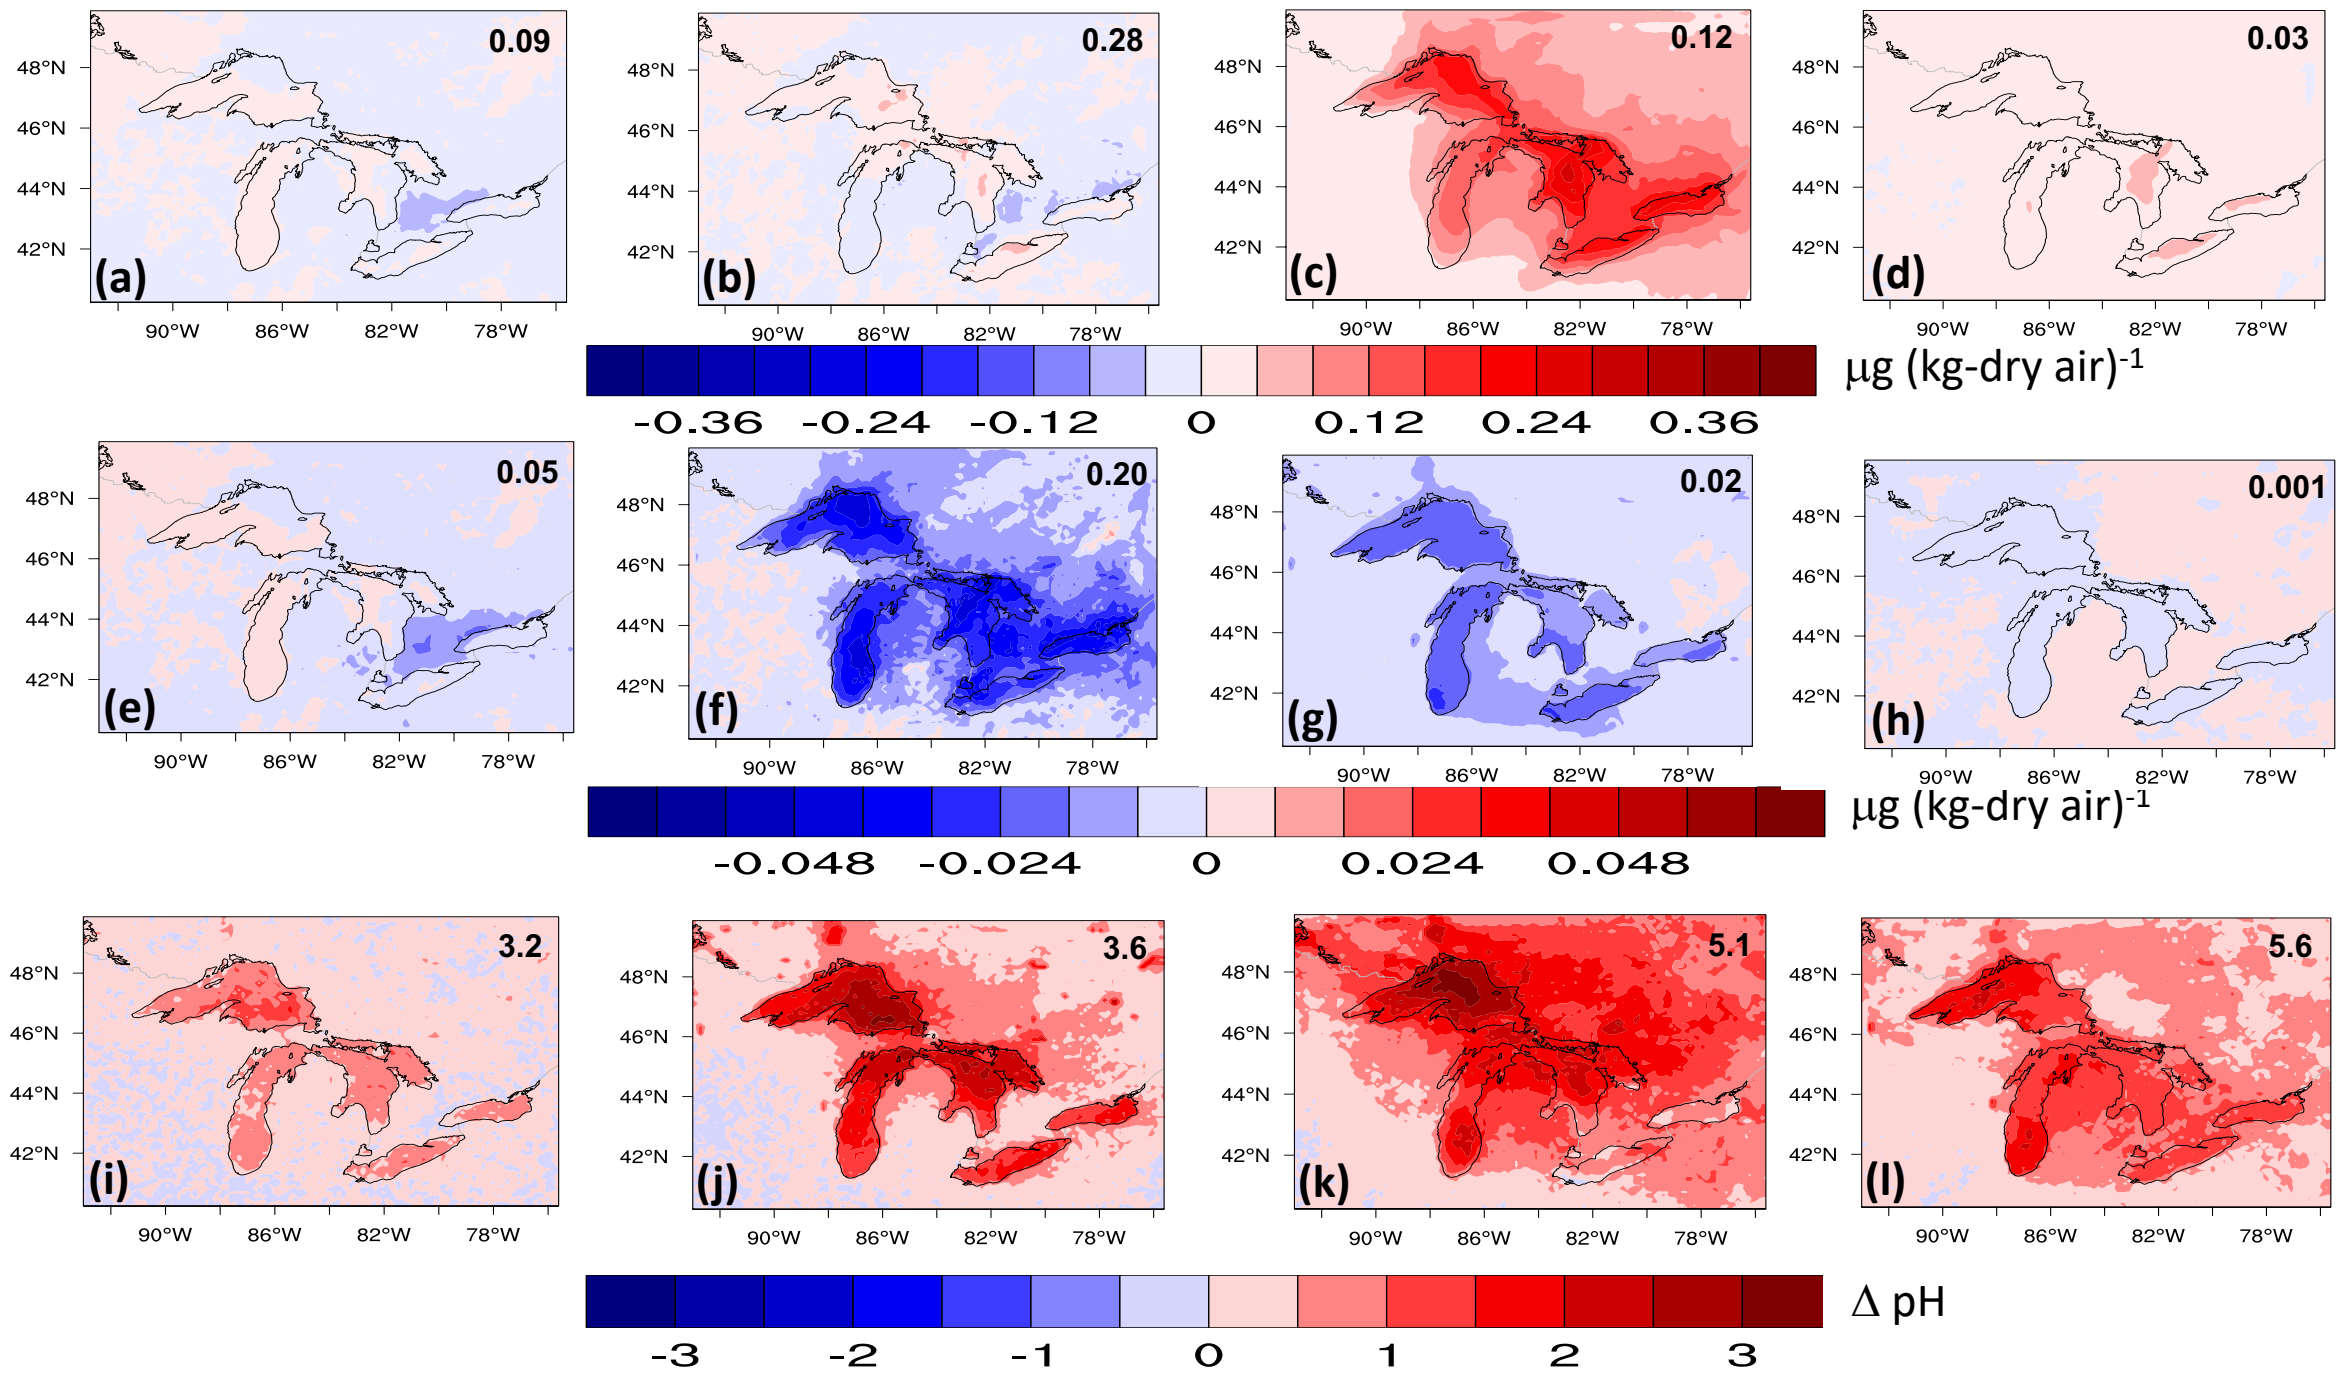 0.09
0.28
0.12
0.03
48°N
46°N
44°N
42°N
48°N
46°N
44°N
42°N
48°N
46°N
44°N
42°N
48°N
46°N
44°N
42°N
(a)
(b)
(c)
(d)
90°W 86°W 82°W 78°W
90°W 86°W 82°W 78°W
90°W 86°W 82°W 78°W
90°W 86°W 82°W 78°W
-0.36 -0.24 -0.12 0 0.12 0.24 0.36
μg (kg-dry air)-1
0.05
0.20
0.02
0.001
48°N
46°N
44°N
42°N
48°N
46°N
44°N
42°N
48°N
46°N
44°N
42°N
48°N
46°N
44°N
42°N
(e)
(f)
(g)
(h)
90°W 86°W 82°W 78°W
90°W 86°W 82°W 78°W
90°W 86°W 82°W 78°W
90°W 86°W 82°W 78°W
-0.048 -0.024 0 0.024 0.048
μg (kg-dry air)-1
3.2
3.6
5.1
5.6
48°N
46°N
44°N
42°N
48°N
46°N
44°N
42°N
48°N
46°N
44°N
42°N
48°N
46°N
44°N
42°N
(i)
(j)
(k)
(l)
90°W 86°W 82°W 78°W
90°W 86°W 82°W 78°W
90°W 86°W 82°W 78°W
90°W 86°W 82°W 78°W
-3 -2 -1 0 1 2 3
Δ pH